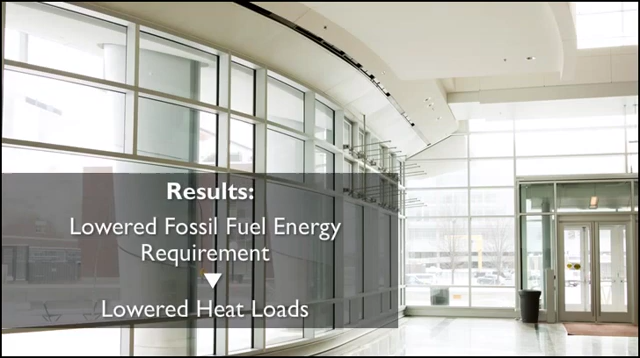 Results:
Lowered Fossil Fuel Energy
Requirement
Lowered Heat Loads